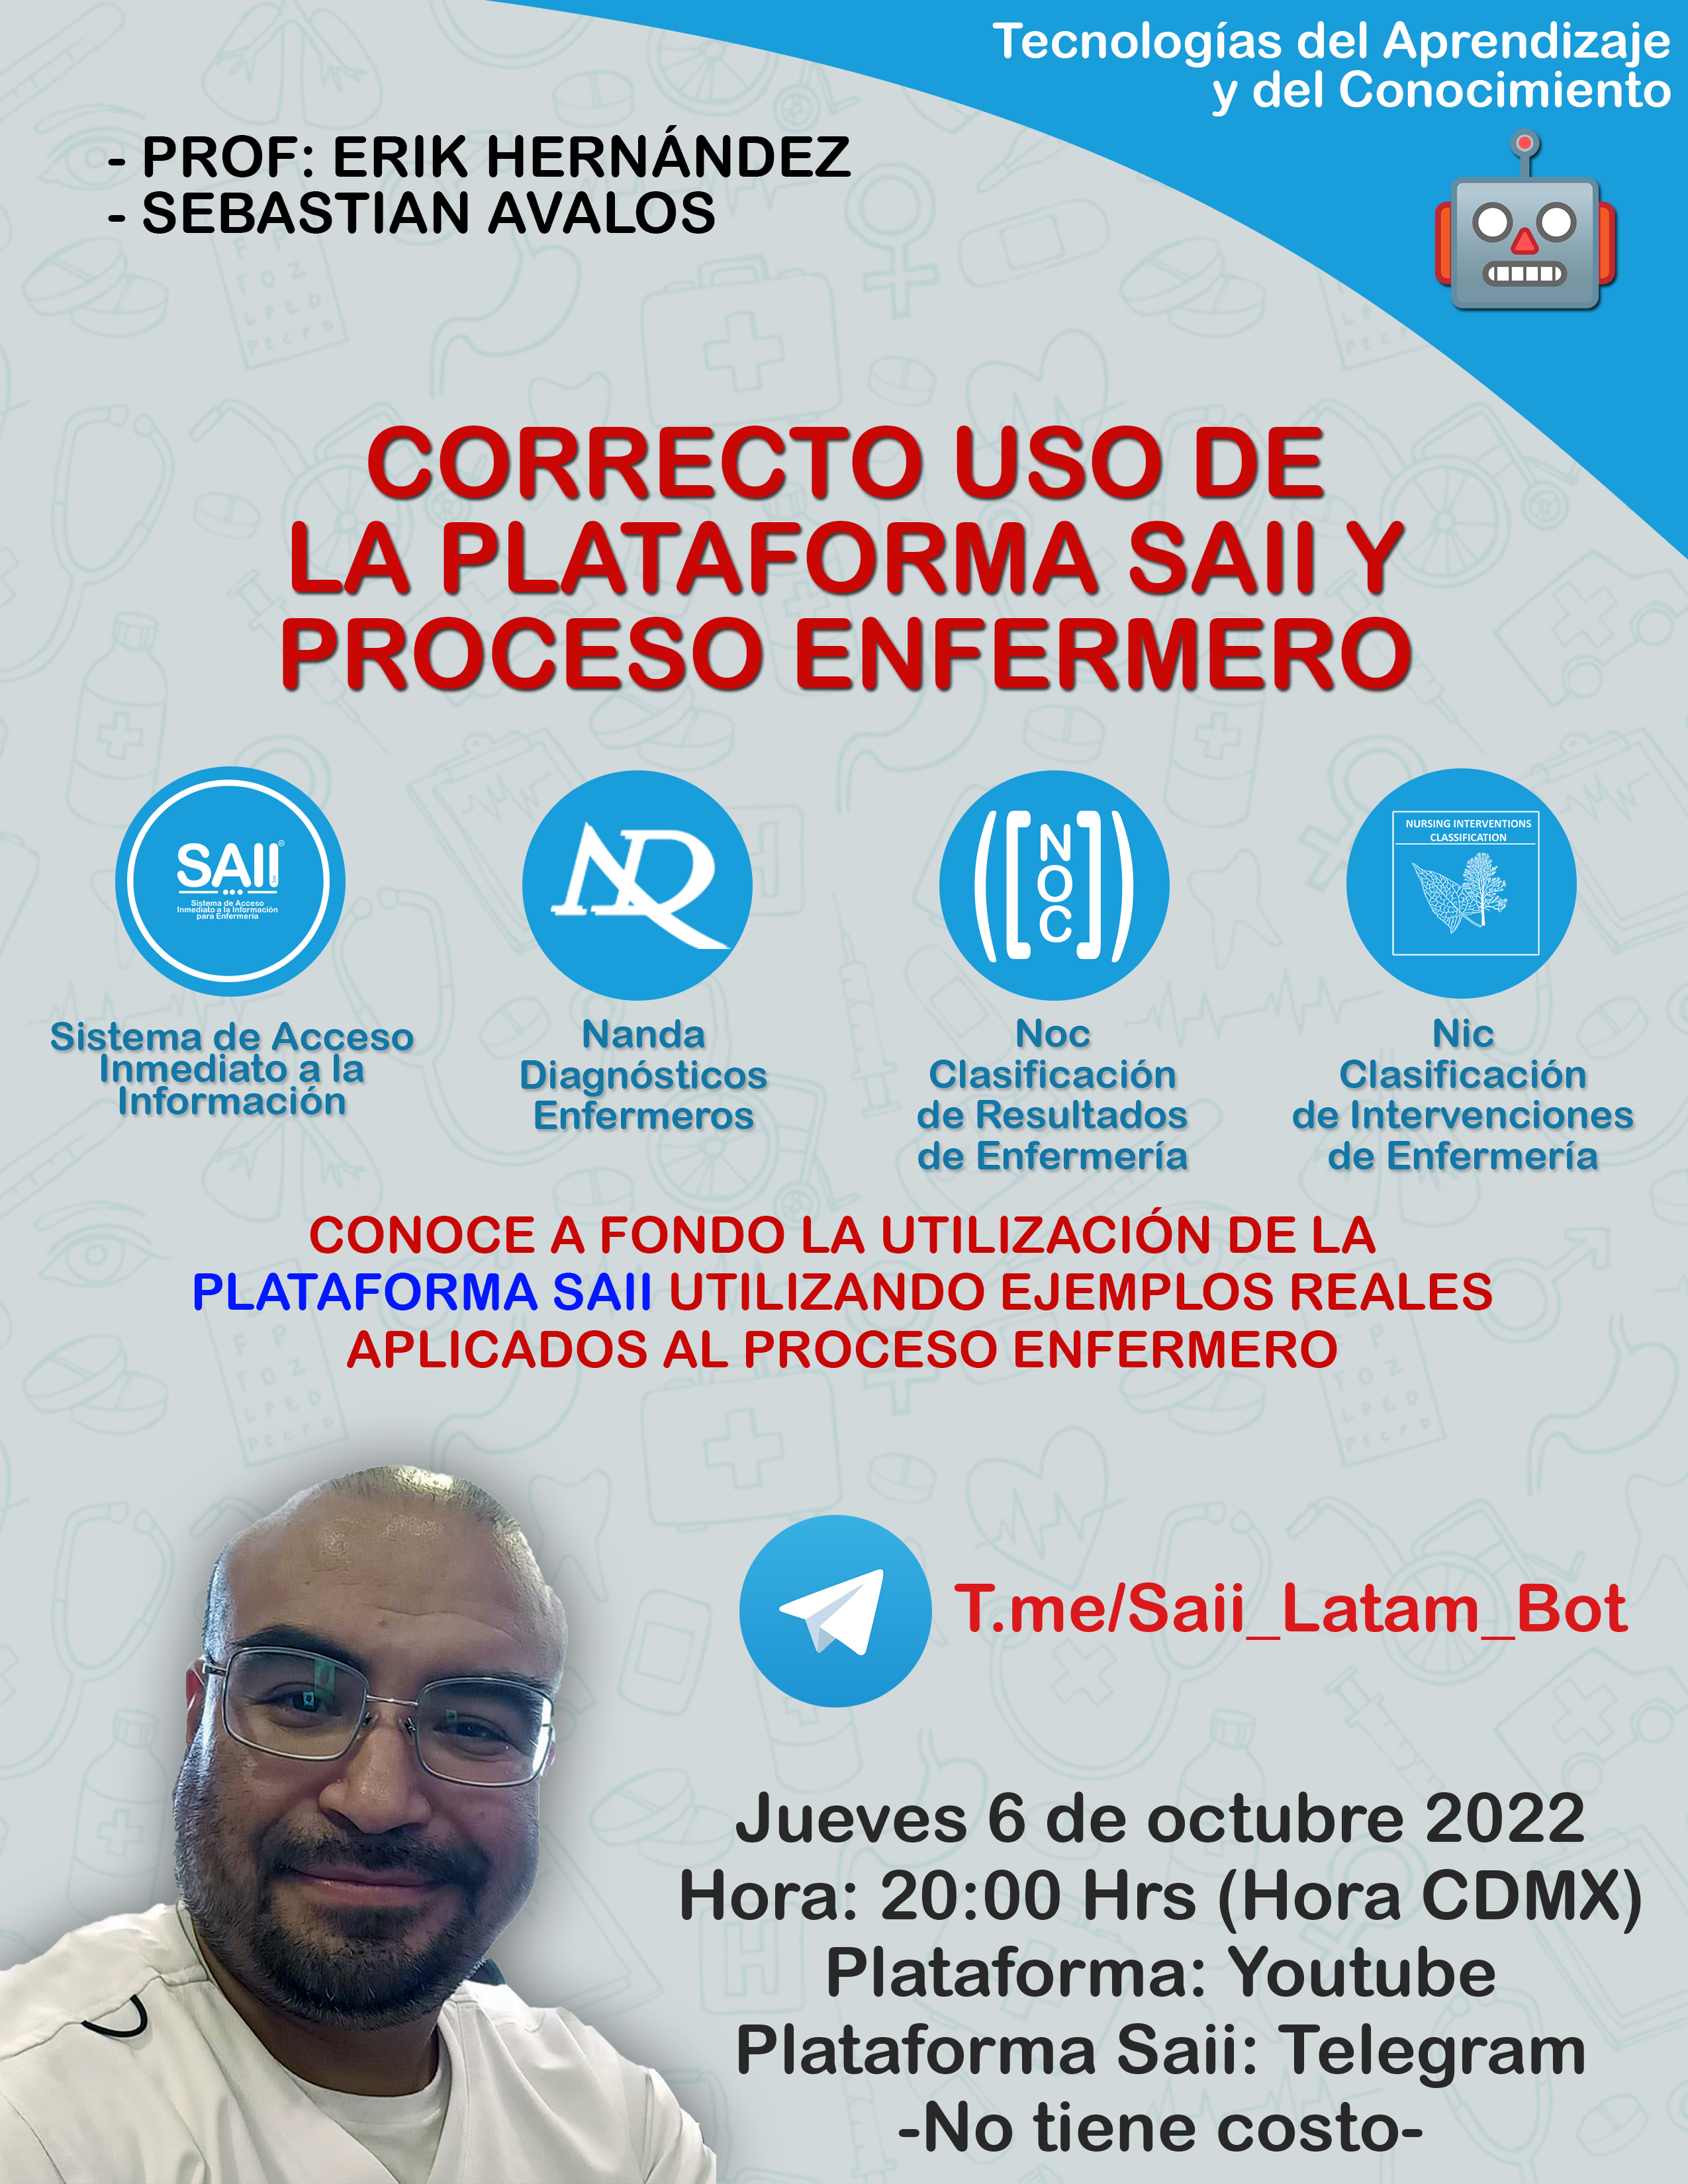 Tecnologías del Aprendizaje
y del Conocimiento
- PROF: ERIK HERNÁNDEZ
- SEBASTIAN AVALOS
CORRECTO USO DE
LA PLATAFORMA SAII Y
PROCESO ENFERMERO
SAII
Sistema de Acceso
Inmediato a la Información
para Enfermería
Sistema de Acceso
Inmediato a la
Información
Nanda
Diagnósticos
Enfermeros
NOC
Noc
Clasificación
de Resultados
de Enfermería
NURSING INTERVENTIONS
CLASSIFICATION
Nic
Clasificación
de Intervenciones
de Enfermería
CONOCE A FONDO LA UTILIZACIÓN DE LA
PLATAFORMA SAII UTILIZANDO EJEMPLOS REALES
APLICADOS AL PROCESO ENFERMERO
T.me/Saii_Latam_Bot
Jueves 6 de octubre 2022
Hora: 20:00 Hrs (Hora CDMX)
Plataforma: Youtube
Plataforma Saii: Telegram
-No tiene costo-